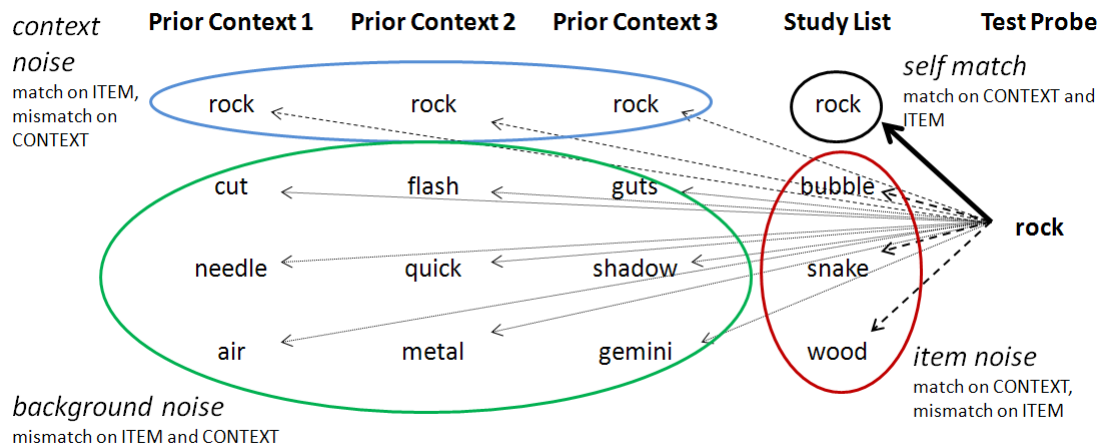 context
noise
match on ITEM,
mismatch on
CONTEXT
Prior Context 1 Prior Context 2 Prior Context 3 Study List Test Probe
rock rock rock rock
self match
match on CONTEXT and
ITEM
cut flash guts bubble
rock
needle quick shadow snake
air metal gemini wood
item noise
match on CONTEXT,
mismatch on ITEM
background noise
mismatch on ITEM and CONTEXT